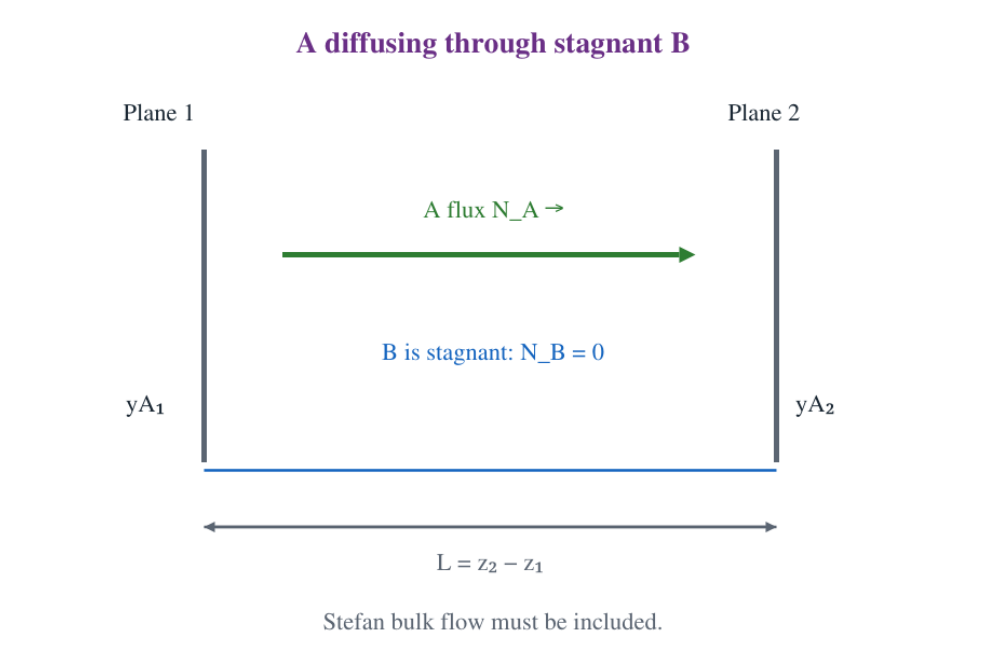 A diffusing through stagnant B
Plane 1
Plane 2
A flux N_A →
B is stagnant: N_B = 0
yA₁
yA₂
L = z₂ − z₁
Stefan bulk flow must be included.